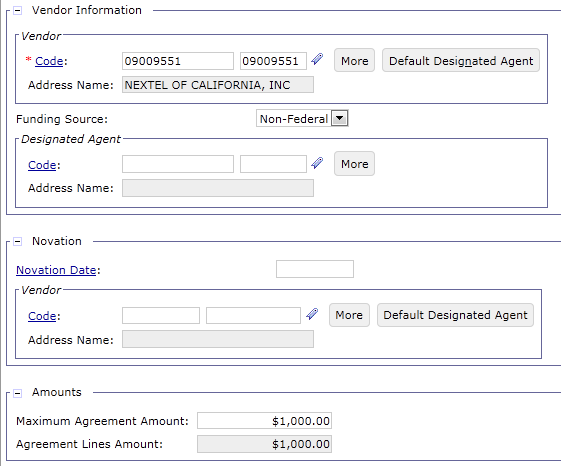 Vendor Information
Vendor
* Code: 09009551 09009551 More Default Designated Agent
Address Name: NEXTEL OF CALIFORNIA, INC
Funding Source: Non-Federal
Designated Agent
Code: More
Address Name:
Novation
Novation Date:
Vendor
Code: More Default Designated Agent
Address Name:
Amounts
Maximum Agreement Amount: $1,000.00
Agreement Lines Amount: $1,000.00